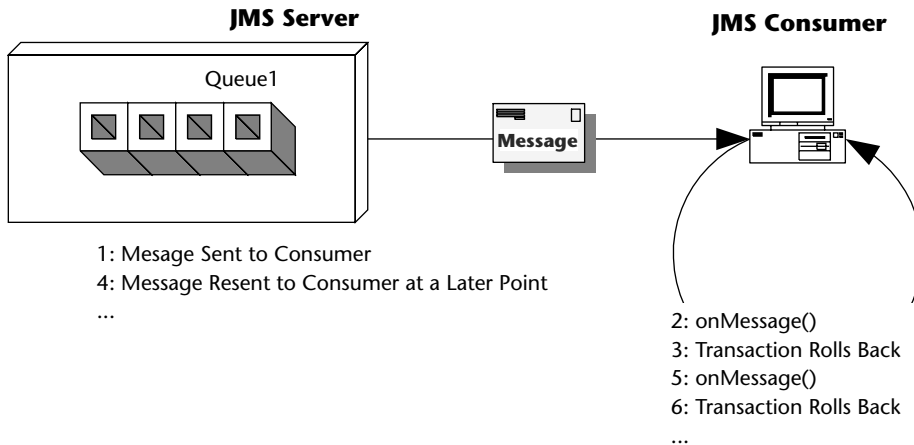 JMS Server
JMS Consumer
Queue1
Message
1: Mesage Sent to Consumer
4: Message Resent to Consumer at a Later Point
...
2: onMessage()
3: Transaction Rolls Back
5: onMessage()
6: Transaction Rolls Back
...